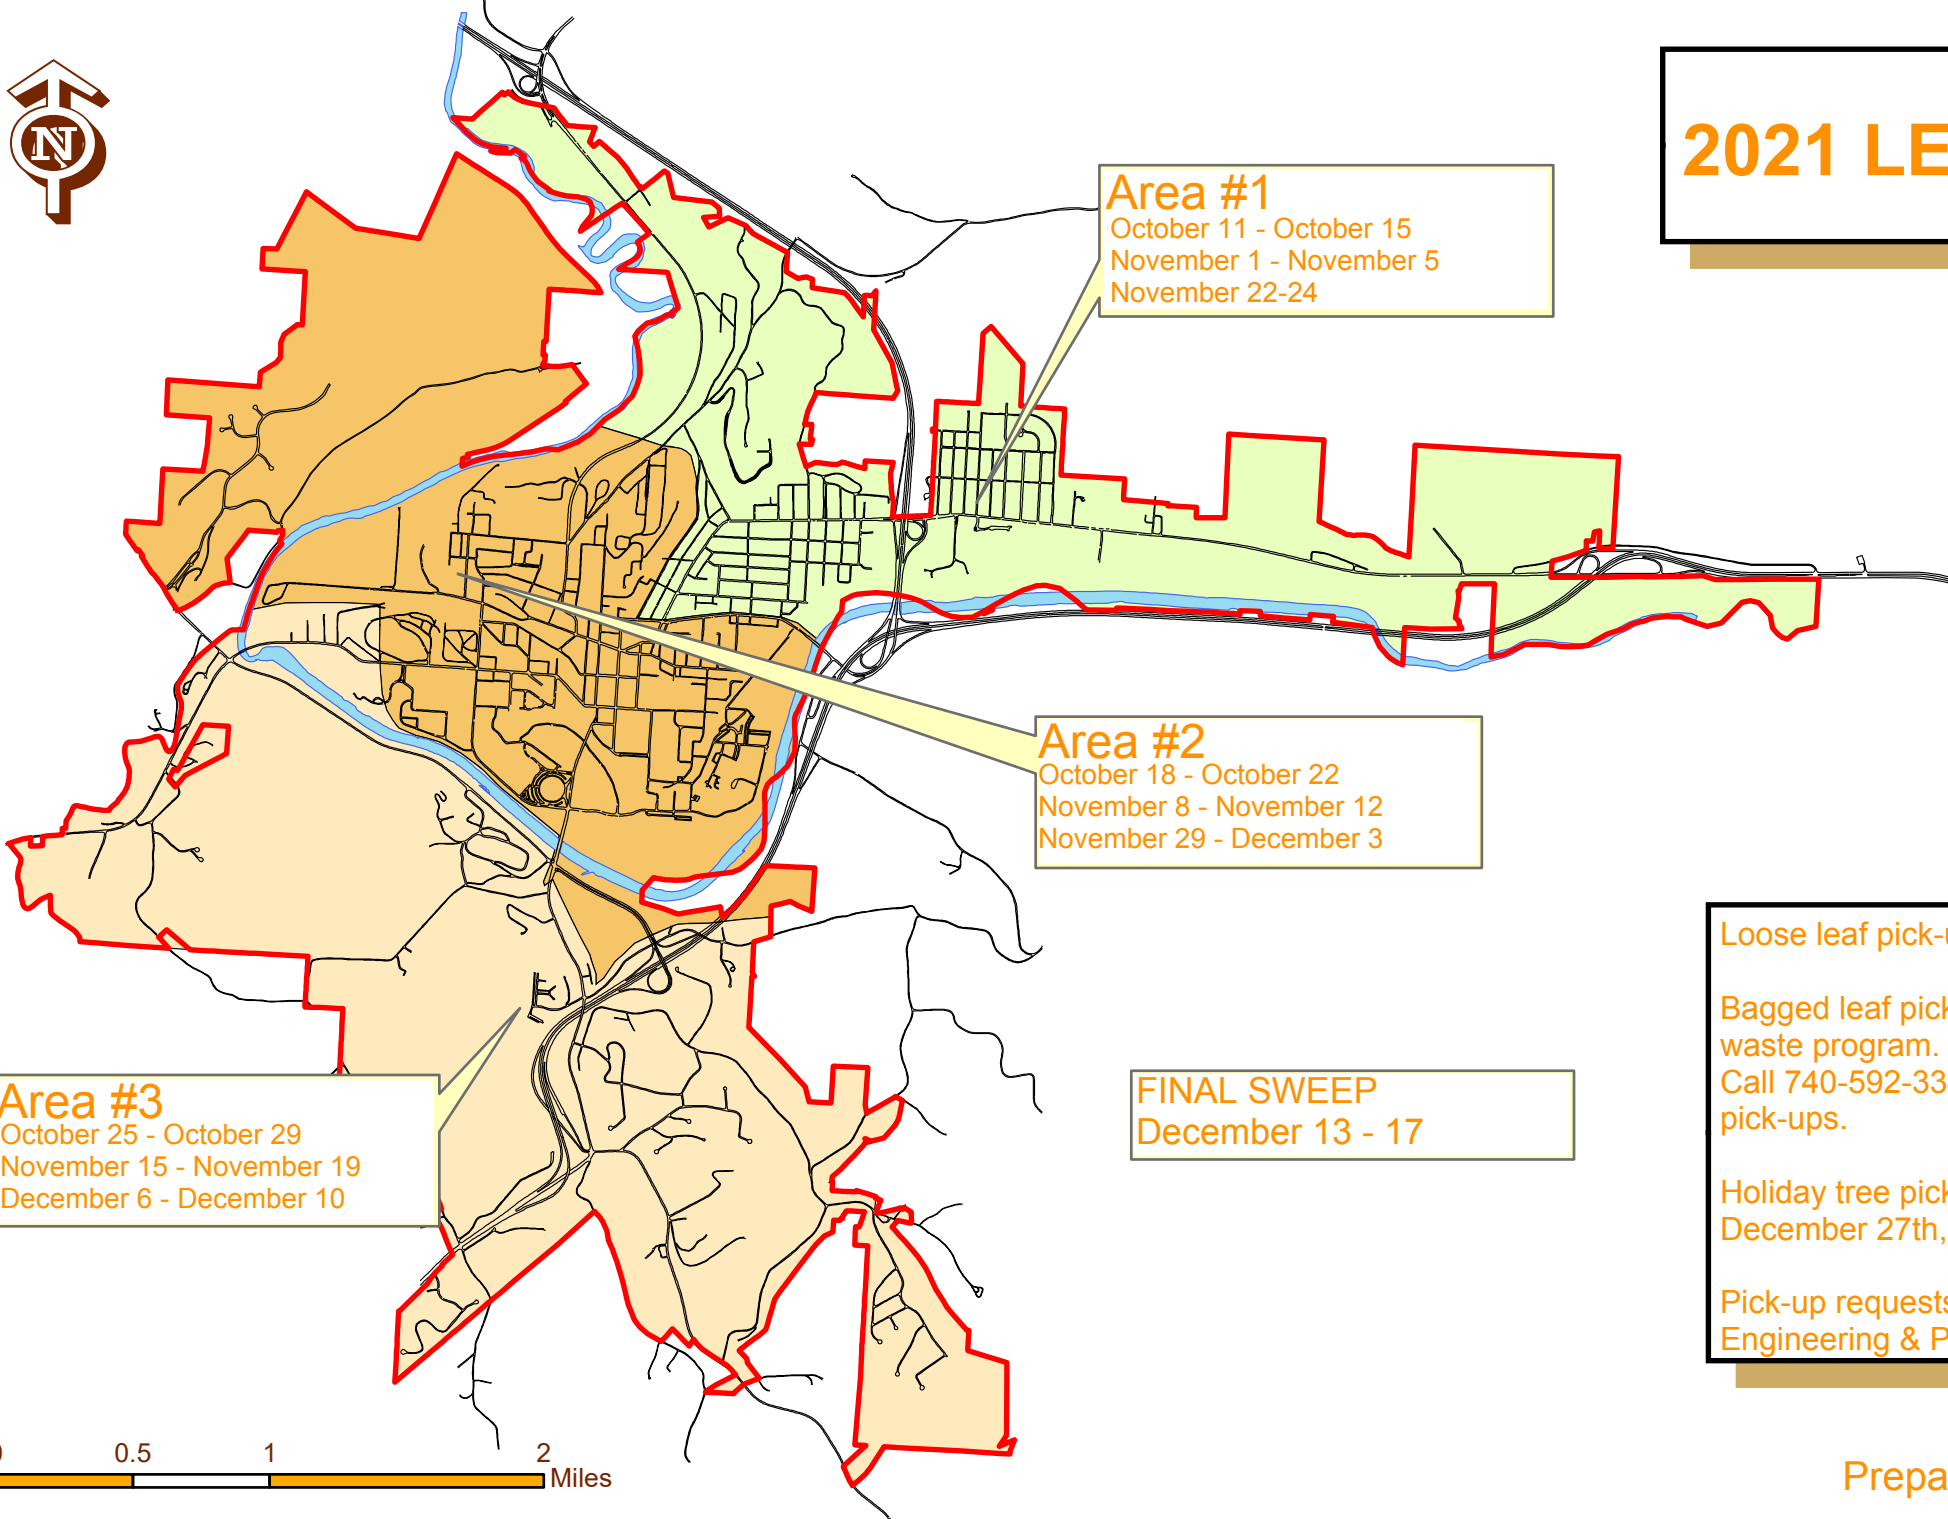 N
2021 LE
Area #1
October 11 - October 15
November 1 - November 5
November 22-24
Area #2
October 18 - October 22
November 8 - November 12
November 29 - December 3
Area #3
October 25 - October 29
November 15 - November 19
December 6 - December 10
FINAL SWEEP
December 13 - 17
Loose leaf pick-
Bagged leaf pick
waste program.
Call 740-592-33
pick-ups.
Holiday tree pick
December 27th,
Pick-up requests
Engineering & P
0.5 1 2
Miles
Prepa